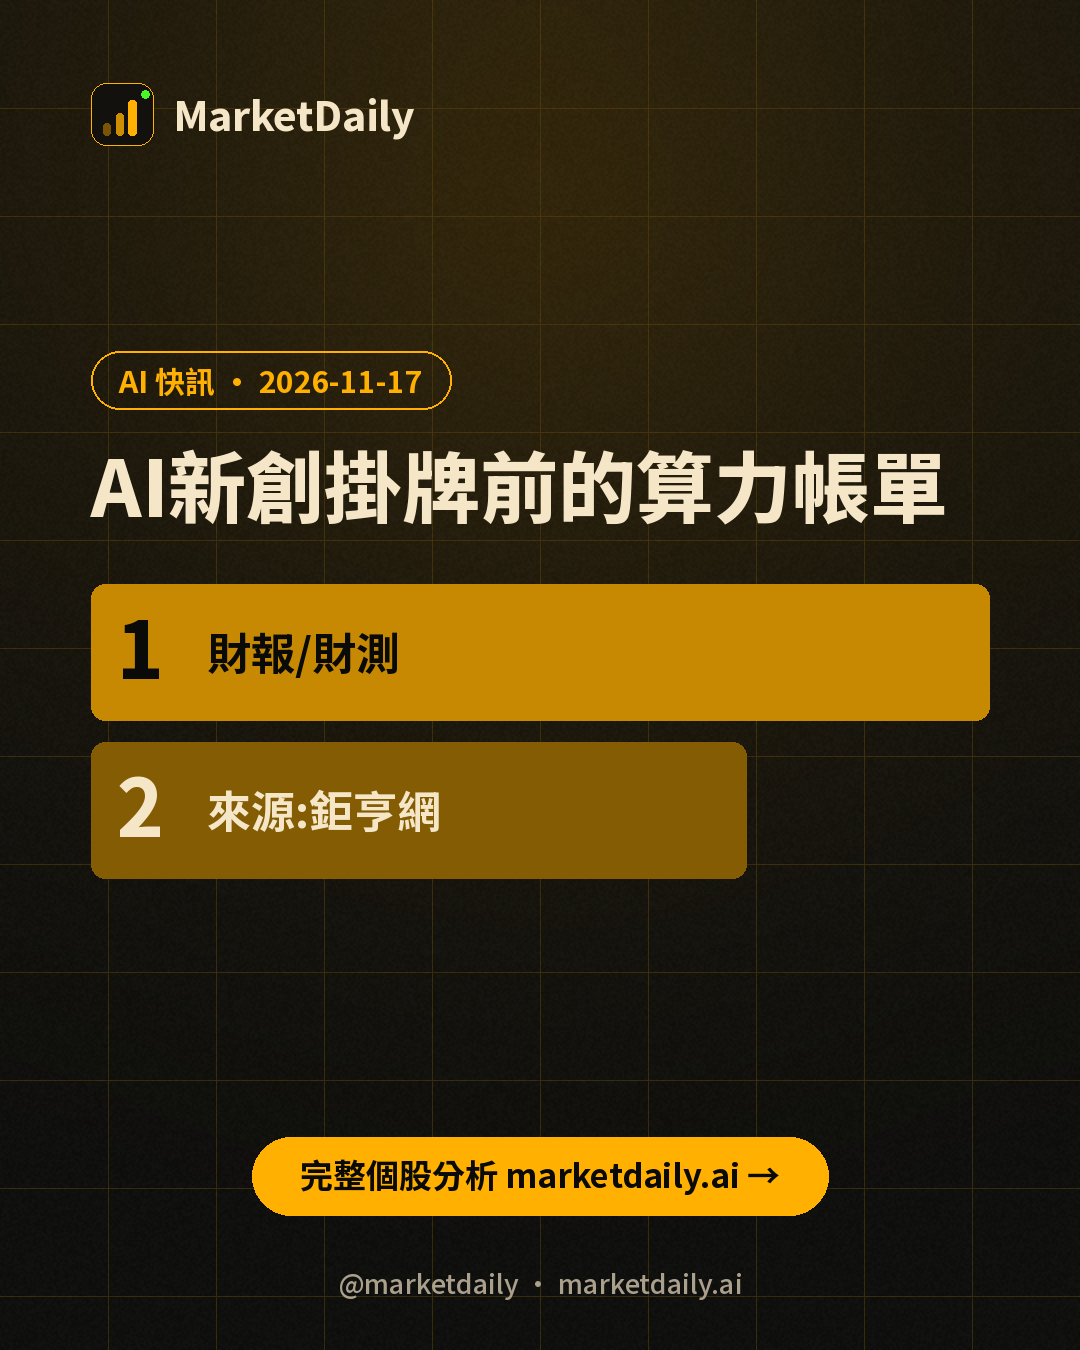 MarketDaily
AI 快訊 • 2026-11-17
AI新創掛牌前的算力帳單
1 財報/財測
2 來源:鉅亨網
完整個股分析 marketdaily.ai →
@marketdaily • marketdaily.ai